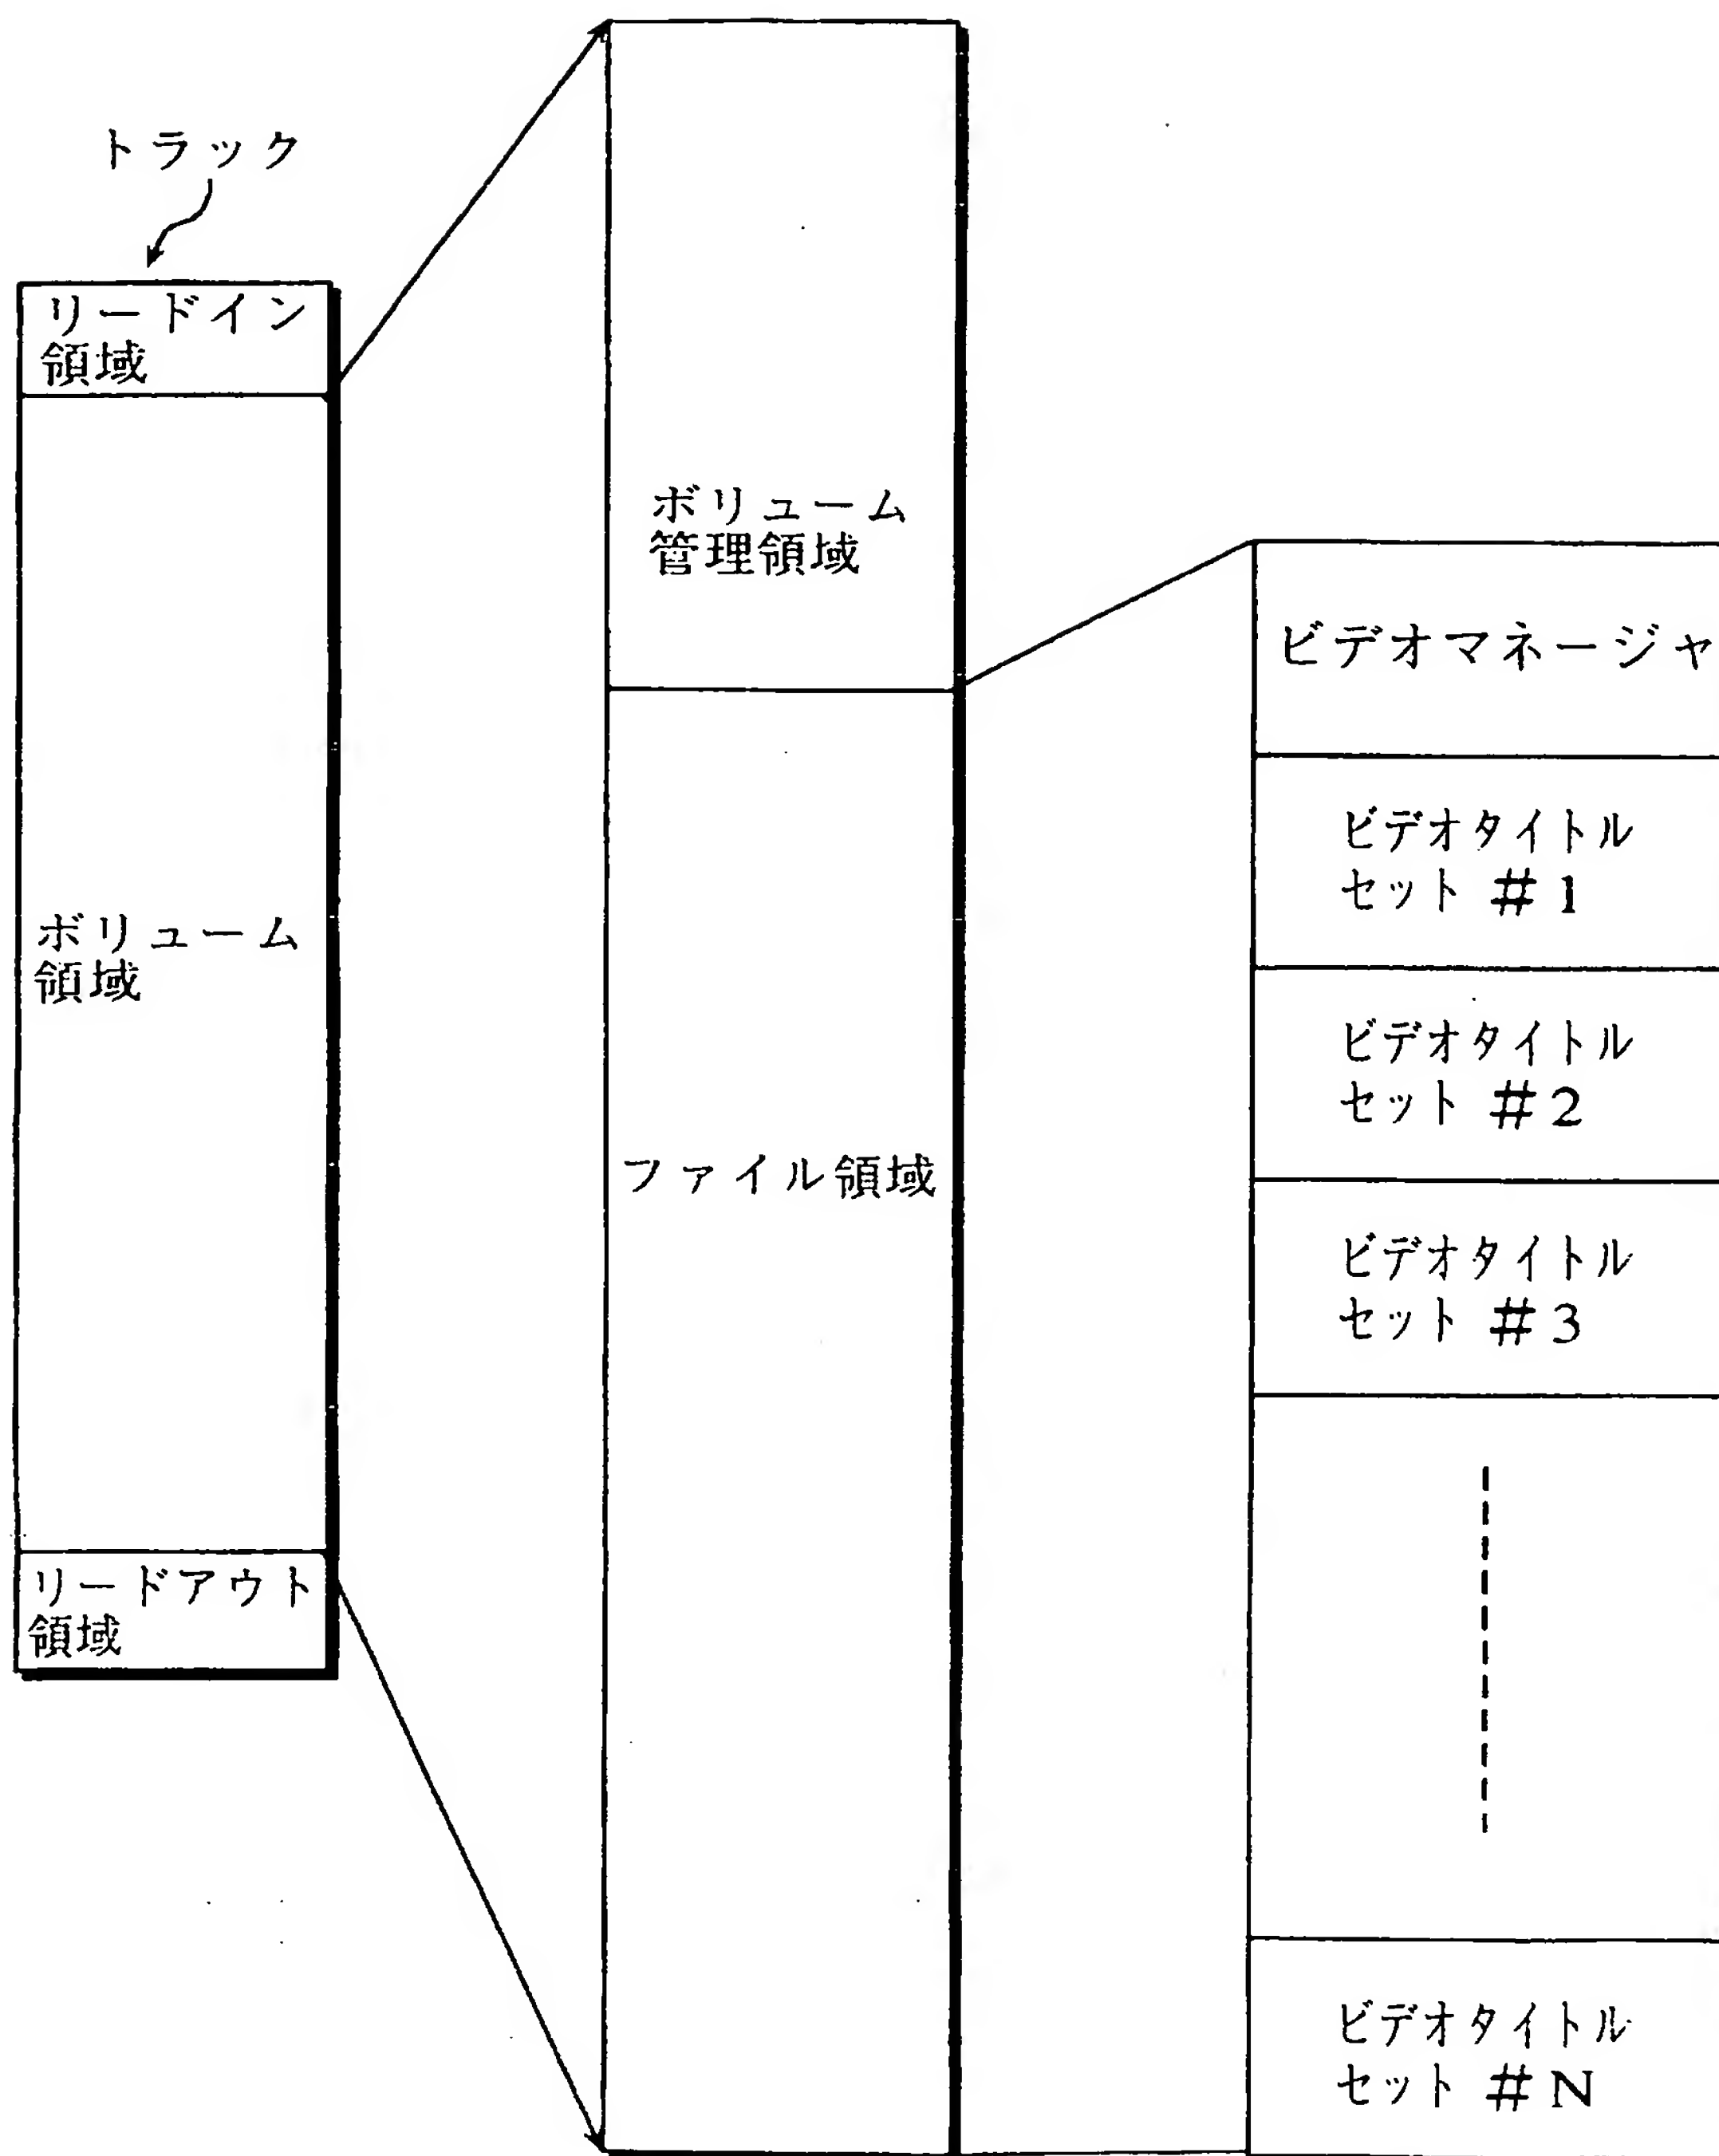 トラック
リードイン
領域
ボリューム
領域
リードアウト
領域
ボリューム
管理領域
ファイル領域
ビデオマネージャ
ビデオタイトル
セット #1
ビデオタイトル
セット #2
ビデオタイトル
セット #3
ビデオタイトル
セット #N